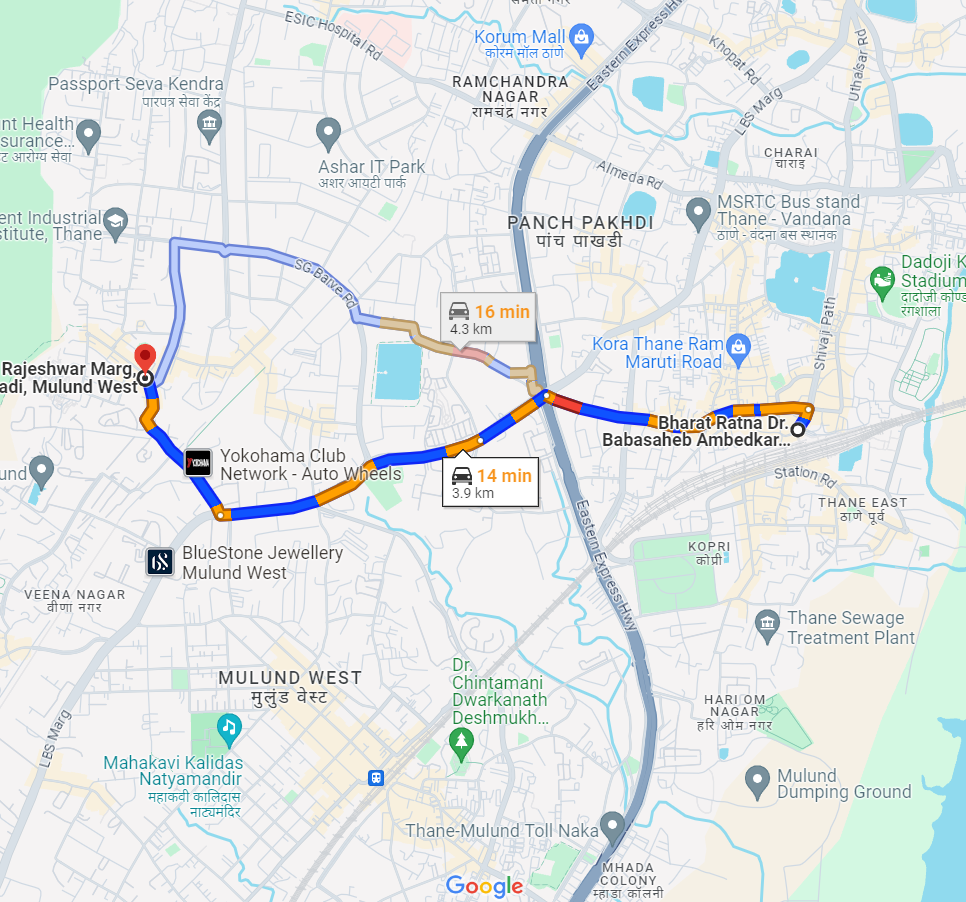 ESIC Hospital Rd
Korum Mall
कोरम मॉल ठाणे
Eastern Express Hwy
Khopat Rd
Uthalsar Rd
Passport Seva Kendra
पारपत्र सेवा केंद्र
RAMCHANDRA
NAGAR
रामचंद्र नगर
LBS Marg
nt Health
surance...
ट आरोग्य सेवा
Ashar IT Park
अशर आयटी पार्क
CHARAI
चाराई
Almeda Rd
MSRTC Bus stand
Thane - Vandana
ठाणे - वंदना बस स्थानक
ent Industrial
stitute, Thane
PANCH PAKHDI
पांच पाखडी
SG Balve Rd
Dadoji K
Stadium
दादोजी कोण्ड
रंगशाला
16 min
4.3 km
Shivaji Path
Kora Thane Ram
Maruti Road
Rajeshwar Marg,
adi, Mulund West
Bharat Ratna Dr.
Babasaheb Ambedkar...
YOKOHAMA
Yokohama Club
Network - Auto Wheels
und
14 min
3.9 km
Station Rd
THANE EAST
ठाणे पूर्व
Eastern Express Hwy
BlueStone Jewellery
Mulund West
KOPRI
कोप्री
VEENA NAGAR
वीणा नगर
Thane Sewage
Treatment Plant
MULUND WEST
मुलुंड वेस्ट
Dr.
Chintamani
Dwarkanath
Deshmukh...
HARI OM
NAGAR
हरि ओम नगर
LBS Marg
Mahakavi Kalidas
Natyamandir
महाकवी कालिदास
नाट्यमंदिर
Mulund
Dumping Ground
Thane-Mulund Toll Naka
MHADA
COLONY
म्हाडा कॉलनी
Google